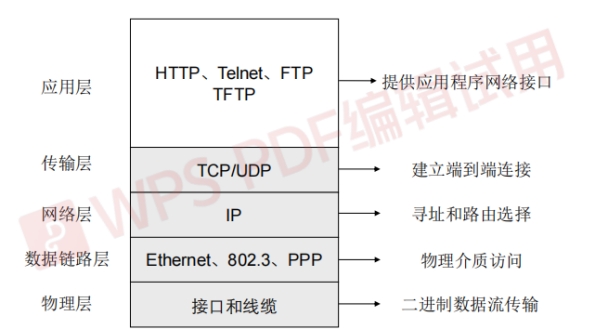 应用层
HTTP、Telnet、FTP
TFTP
提供应用程序网络接口
传输层
TCP/UDP
建立端到端连接
网络层
IP
寻址和路由选择
数据链路层
Ethernet、802.3、PPP
物理介质访问
物理层
接口和线缆
二进制数据流传输
WPS PDF编辑试用